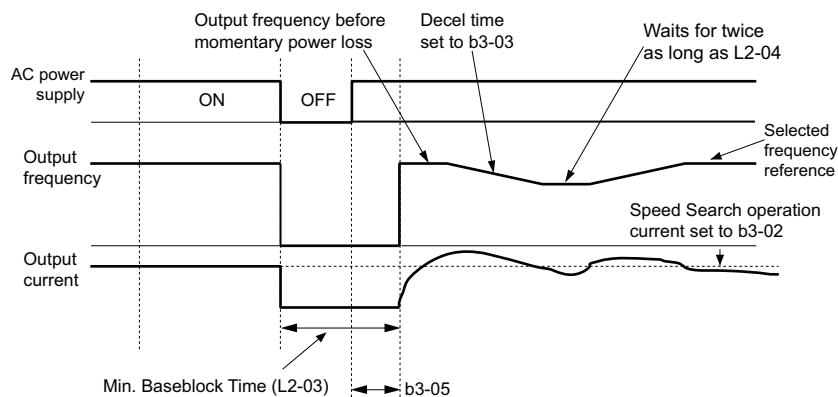 Output frequency before
momentary power loss
Decel time
set to b3-03
Waits for twice
as long as L2-04
AC power
supply
ON
OFF
Output
frequency
Selected
frequency
reference
Speed Search operation
current set to b3-02
Output
current
Min. Baseblock Time (L2-03)
b3-05